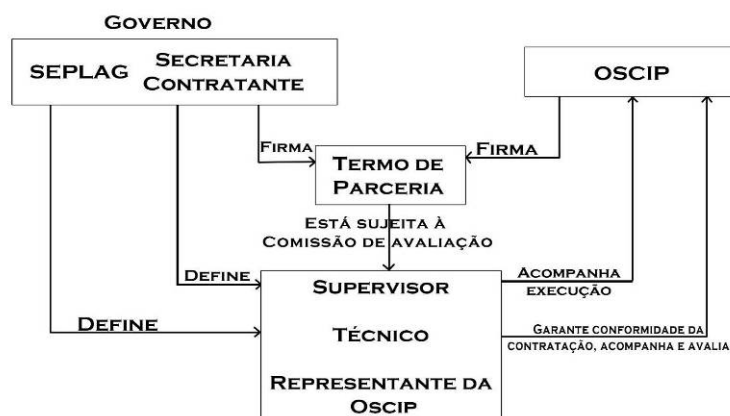 GOVERNO
SEPLAG
SECRETARIA
CONTRATANTE
OSCIP
FIRMA
FIRMA
TERMO DE
PARCERIA
ESTÁ SUJEITA À
COMISSÃO DE AVALIAÇÃO
DEFINE
SUPERVISOR
ACOMPANHA
EXECUÇÃO
DEFINE
TÉCNICO
GARANTE CONFORMIDADE DA
CONTRATAÇÃO, ACOMPANHA E AVALIA
REPRESENTANTE DA
OSCIP